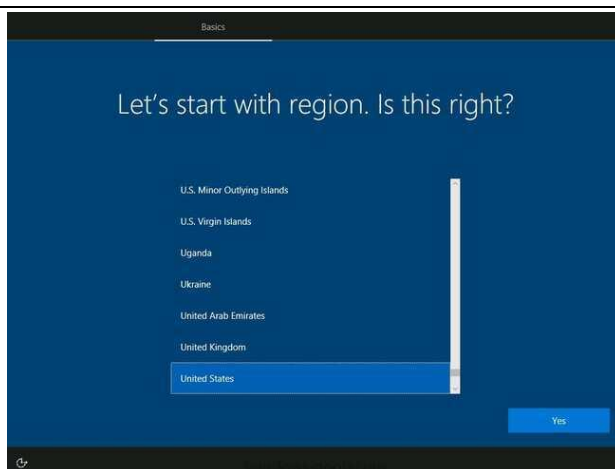 Basics
Let's start with region. Is this right?
U.S. Minor Outlying Islands
U.S. Virgin Islands
Uganda
Ukraine
United Arab Emirates
United Kingdom
United States
Yes